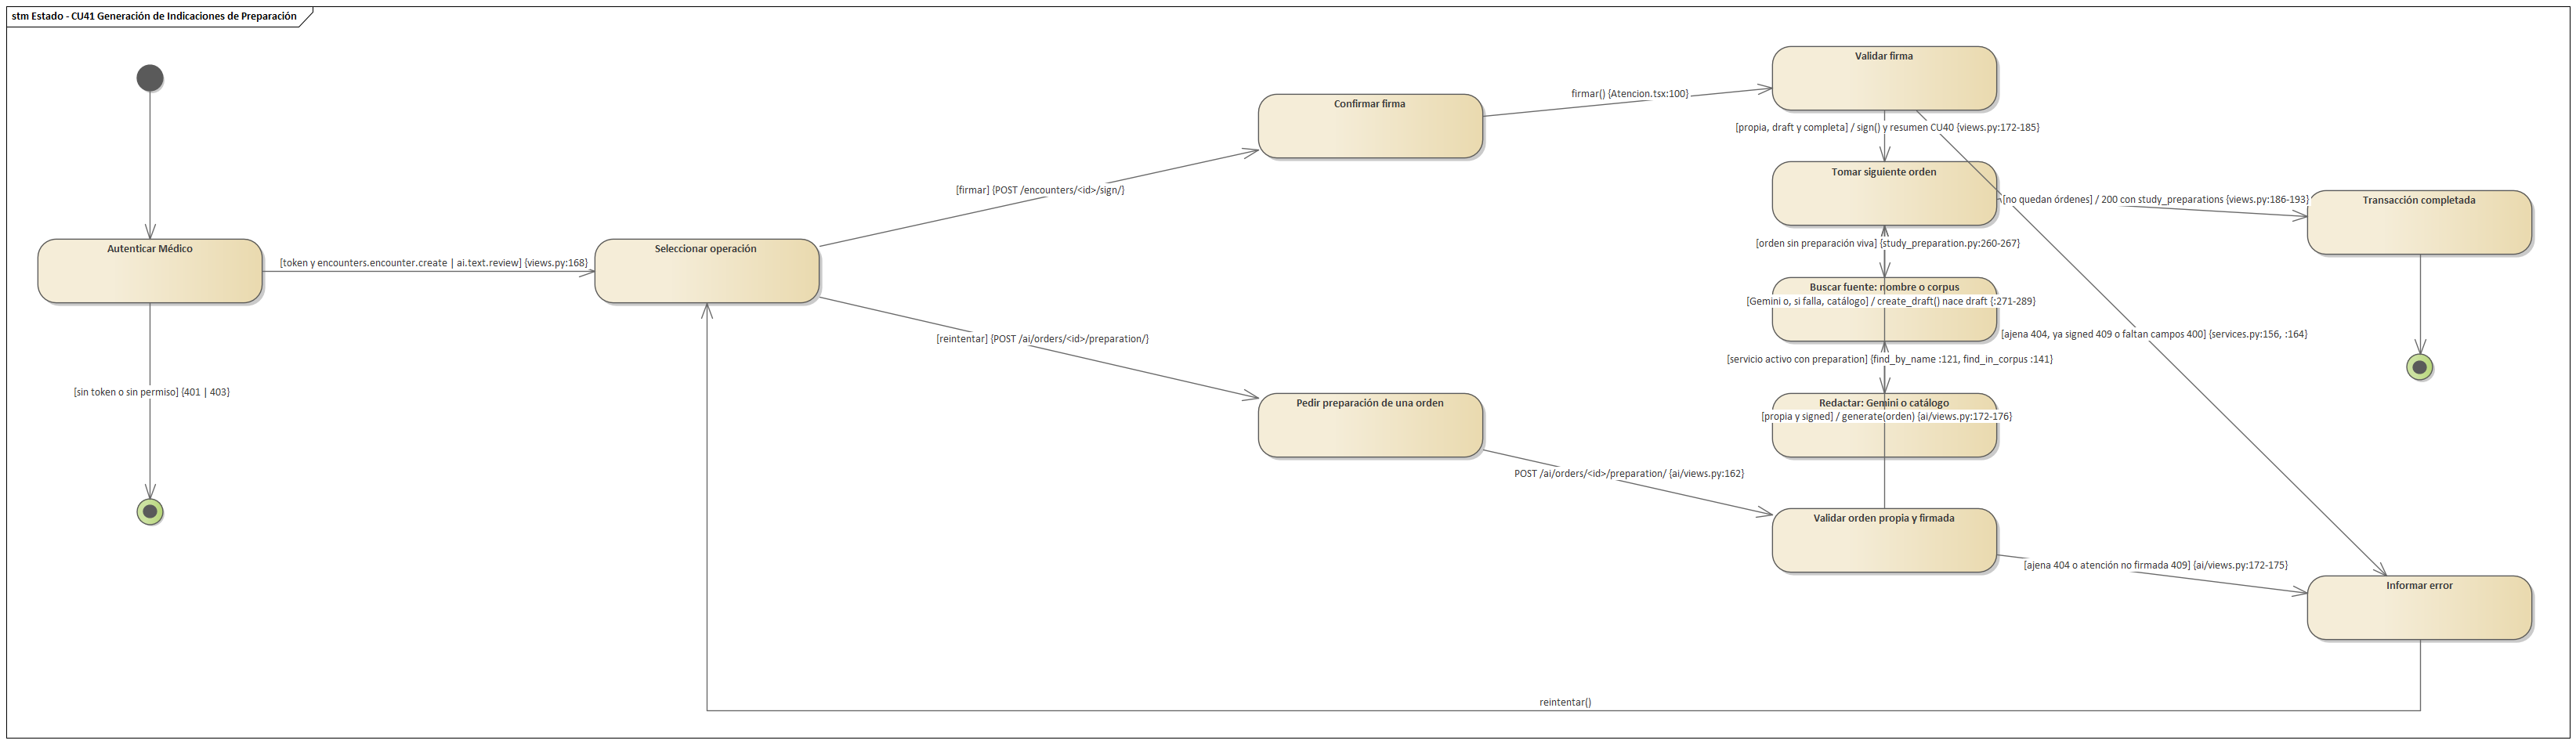 stm Estado - CU41 Generación de Indicaciones de Preparación
Validar firma
Confirmar firma
firmar() {Atencion.tsx:100}
[propia, draft y completa] / sign() y resumen CU40 {views.py:172-185}
Tomar siguiente orden
[firmar] {POST /encounters/<id>/sign/}
[no quedan órdenes] / 200 con study_preparations {views.py:186-193}
Transacción completada
Autenticar Médico
Seleccionar operación
[orden sin preparación viva] {study_preparation.py:260-267}
[token y encounters.encounter.create | ai.text.review] {views.py:168}
Buscar fuente: nombre o corpus
[Gemini o, si falla, catálogo] / create_draft() nace draft {:271-289}
[reintentar] {POST /ai/orders/<id>/preparation/}
[ajena 404, ya signed 409 o faltan campos 400] {services.py:156, :164}
[servicio activo con preparation] {find_by_name :121, find_in_corpus :141}
[sin token o sin permiso] {401 | 403}
Pedir preparación de una orden
Redactar: Gemini o catálogo
[propia y signed] / generate(orden) {ai/views.py:172-176}
POST /ai/orders/<id>/preparation/ {ai/views.py:162}
Validar orden propia y firmada
[ajena 404 o atención no firmada 409] {ai/views.py:172-175}
Informar error
reintentar()